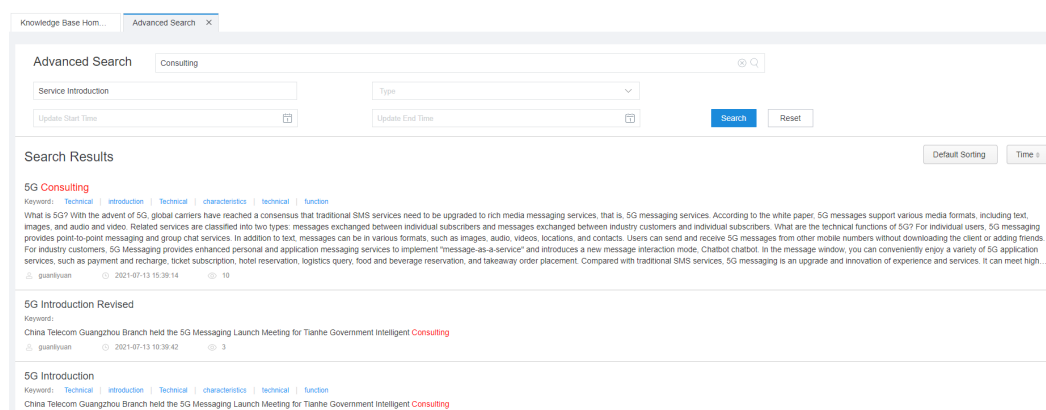 Knowledge Base Hom... Advanced Search ×
Advanced Search Consulting
Service Introduction Type
Update Start Time Update End Time Search Reset
Search Results Default Sorting Time
5G Consulting
Keyword: Technical | introduction | Technical | characteristics | technical | function
What is 5G? With the advent of 5G, global carriers have reached a consensus that traditional SMS services need to be upgraded to rich media messaging services, that is, 5G messaging services. According to the white paper, 5G messages support various media formats, including text,
images, and audio and video. Related services are classified into two types: messages exchanged between individual subscribers and messages exchanged between industry customers and individual subscribers. What are the technical functions of 5G? For individual users, 5G messaging
provides point-to-point messaging and group chat services. In addition to text, messages can be in various formats, such as images, audio, videos, locations, and contacts. Users can send and receive 5G messages from other mobile numbers without downloading the client or adding friends.
For industry customers, 5G Messaging provides enhanced personal and application messaging services to implement "message-as-a-service" and introduces a new message interaction mode, Chatbot chatbot. In the message window, you can conveniently enjoy a variety of 5G application
services, such as payment and recharge, ticket subscription, hotel reservation, logistics query, food and beverage reservation, and takeaway order placement. Compared with traditional SMS services, 5G messaging is an upgrade and innovation of experience and services. It can meet high...
guanliyuan 2021-07-13 15:39:14 10
5G Introduction Revised
Keyword:
China Telecom Guangzhou Branch held the 5G Messaging Launch Meeting for Tianhe Government Intelligent Consulting
guanliyuan 2021-07-13 10:39:42 3
5G Introduction
Keyword: Technical | introduction | Technical | characteristics | technical | function
China Telecom Guangzhou Branch held the 5G Messaging Launch Meeting for Tianhe Government Intelligent Consulting